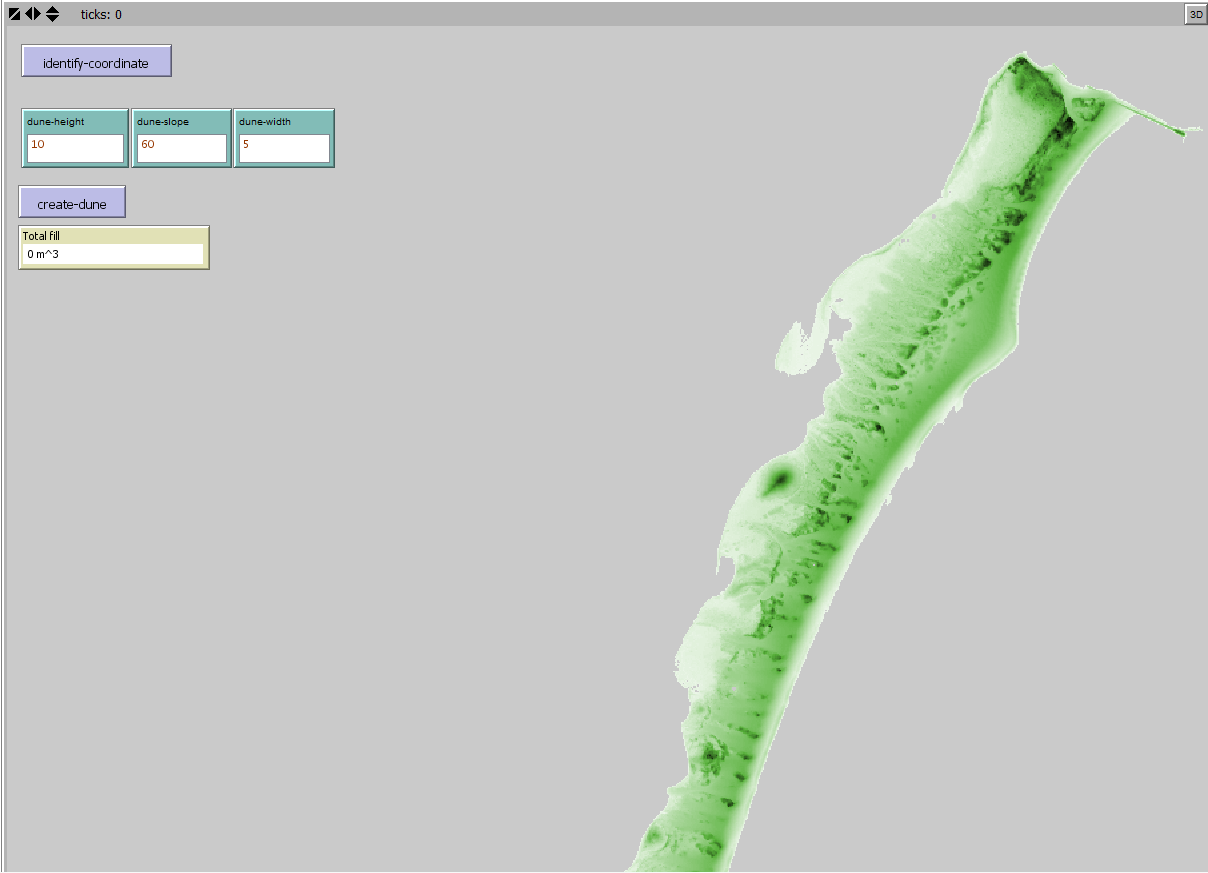 ticks: 0
3D
identify-coordinate
dune-height dune-slope dune-width
10 60 5
create-dune
Total fill
0 m^3